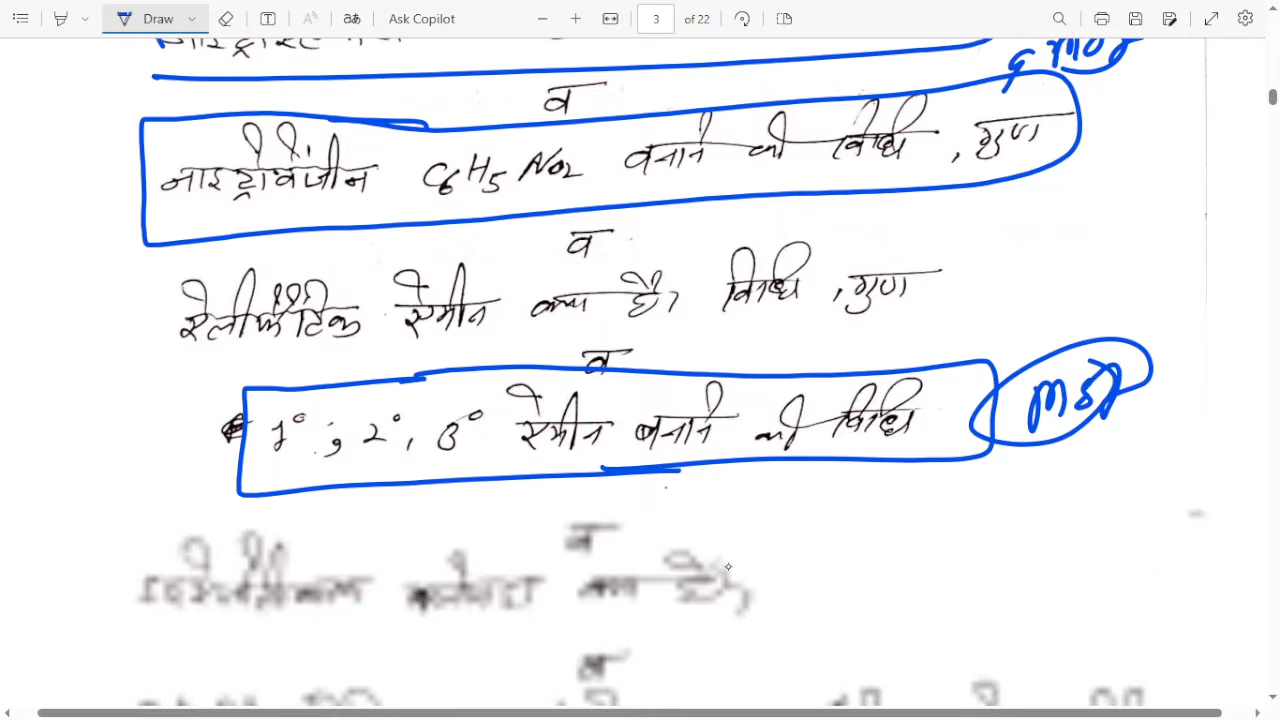 Draw
Ask Copilot
3 of 22
व
नाइट्रोबेंजीन C6H5NO2 बनाने की विधि, गुण
व
ऐलीफैटिक ऐमीन क्या है, विधि, गुण
व
1°, 2°, 3° ऐमीन बनाने की विधि
व
क्या है,
व